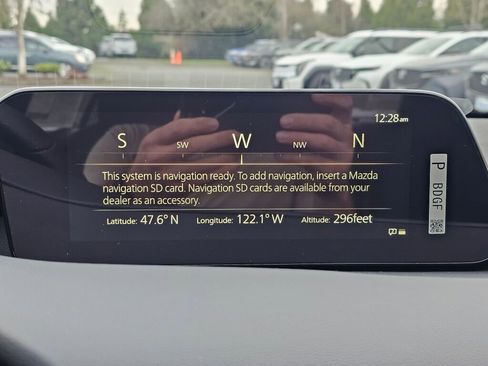 12:28am
S SW W NW N
This system is navigation ready. To add navigation, insert a Mazda
navigation SD card. Navigation SD cards are available from your
dealer as an accessory.
Latitude: 47.6° N Longitude: 122.1° W Altitude: 296feet
P BDGF